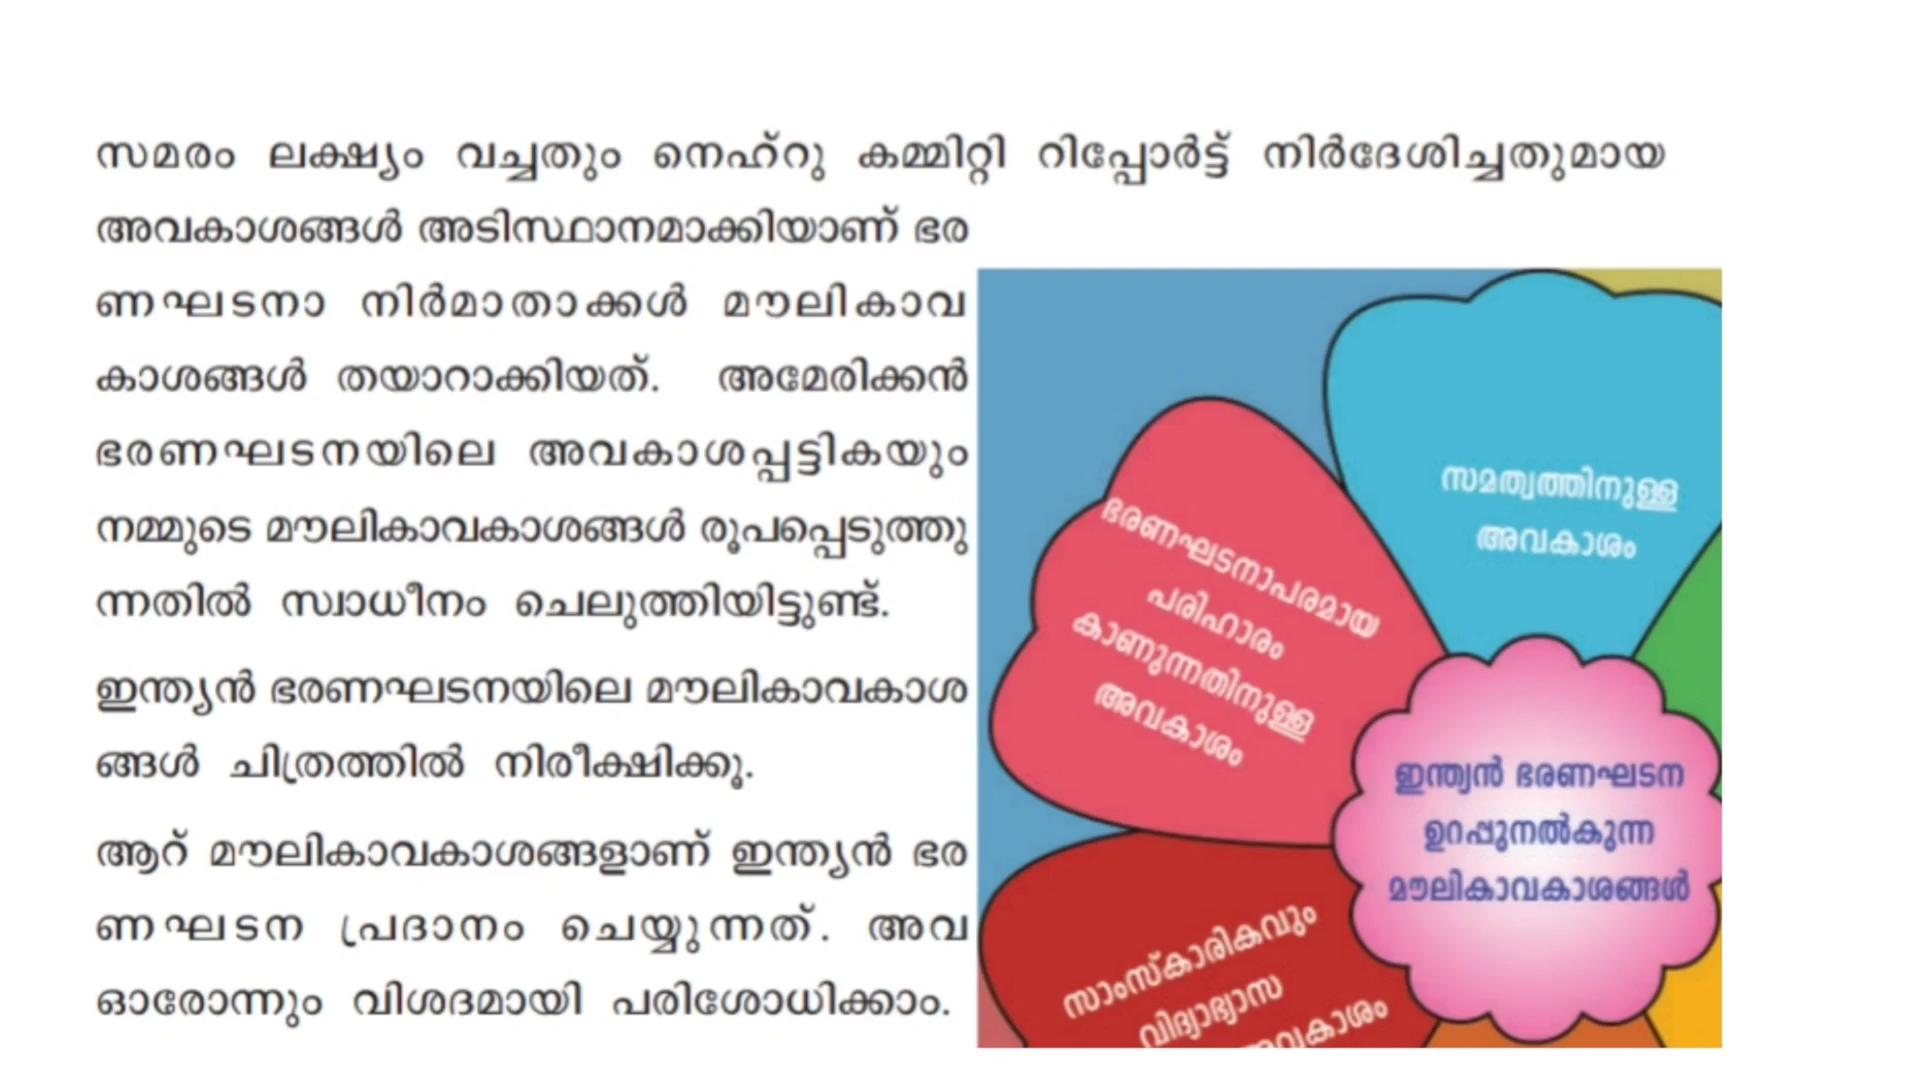 സമരം ലക്ഷ്യം വച്ചതും നെഹ്റു കമ്മിറ്റി റിപ്പോർട്ട് നിർദേശിച്ചതുമായ
അവകാശങ്ങൾ അടിസ്ഥാനമാക്കിയാണ് ഭര
ണഘടനാ നിർമാതാക്കൾ മൗലികാവ
കാശങ്ങൾ തയാറാക്കിയത്. അമേരിക്കൻ
ഭരണഘടനയിലെ അവകാശപ്പട്ടികയും
നമ്മുടെ മൗലികാവകാശങ്ങൾ രൂപപ്പെടുത്തു
ന്നതിൽ സ്വാധീനം ചെലുത്തിയിട്ടുണ്ട്.
ഇന്ത്യൻ ഭരണഘടനയിലെ മൗലികാവകാശ
ങ്ങൾ ചിത്രത്തിൽ നിരീക്ഷിക്കൂ.
ആറ് മൗലികാവകാശങ്ങളാണ് ഇന്ത്യൻ ഭര
ണഘടന പ്രദാനം ചെയ്യുന്നത്. അവ
ഓരോന്നും വിശദമായി പരിശോധിക്കാം.
സമത്വത്തിനുള്ള
അവകാശം
ഭരണഘടനാപരമായ
പരിഹാരം
കാണുന്നതിനുള്ള
അവകാശം
ഇന്ത്യൻ ഭരണഘടന
ഉറപ്പുനൽകുന്ന
മൗലികാവകാശങ്ങൾ
സാംസ്കാരികവും
വിദ്യാഭ്യാസ
അവകാശം